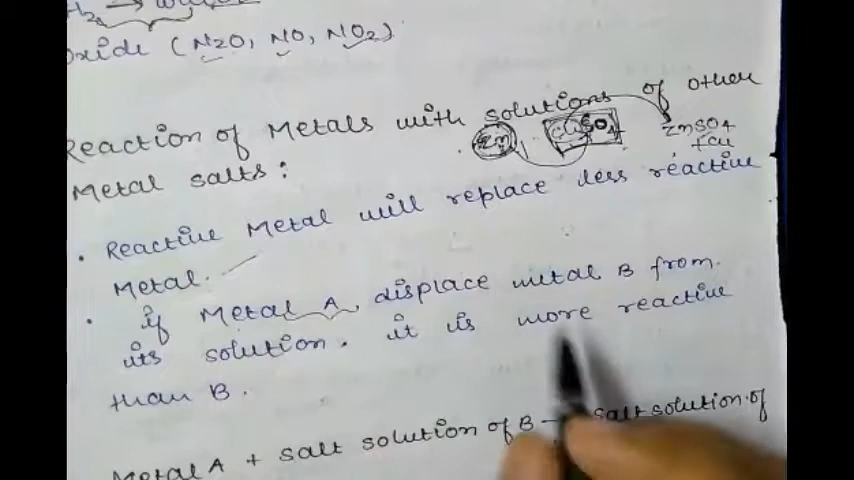 H2 → water
Oxide (N2O, NO, NO2)
Reaction of Metals with solutions of other
Zn CuSO4 ZnSO4
+Cu
Metal salts:
• Reactive Metal will replace less reactive
Metal.
• if Metal A, displace metal B from
its solution. it is more reactive
than B.
Metal A + salt solution of B → salt solution of